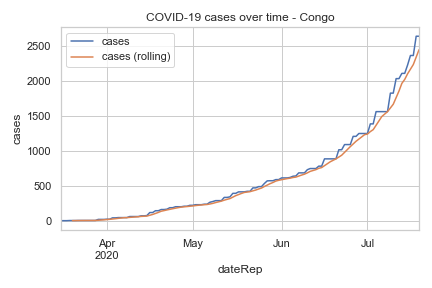 COVID-19 cases over time - Congo
cases
cases (rolling)
2500
2000
1500
1000
500
0
cases
Apr
2020
May
Jun
Jul
dateRep